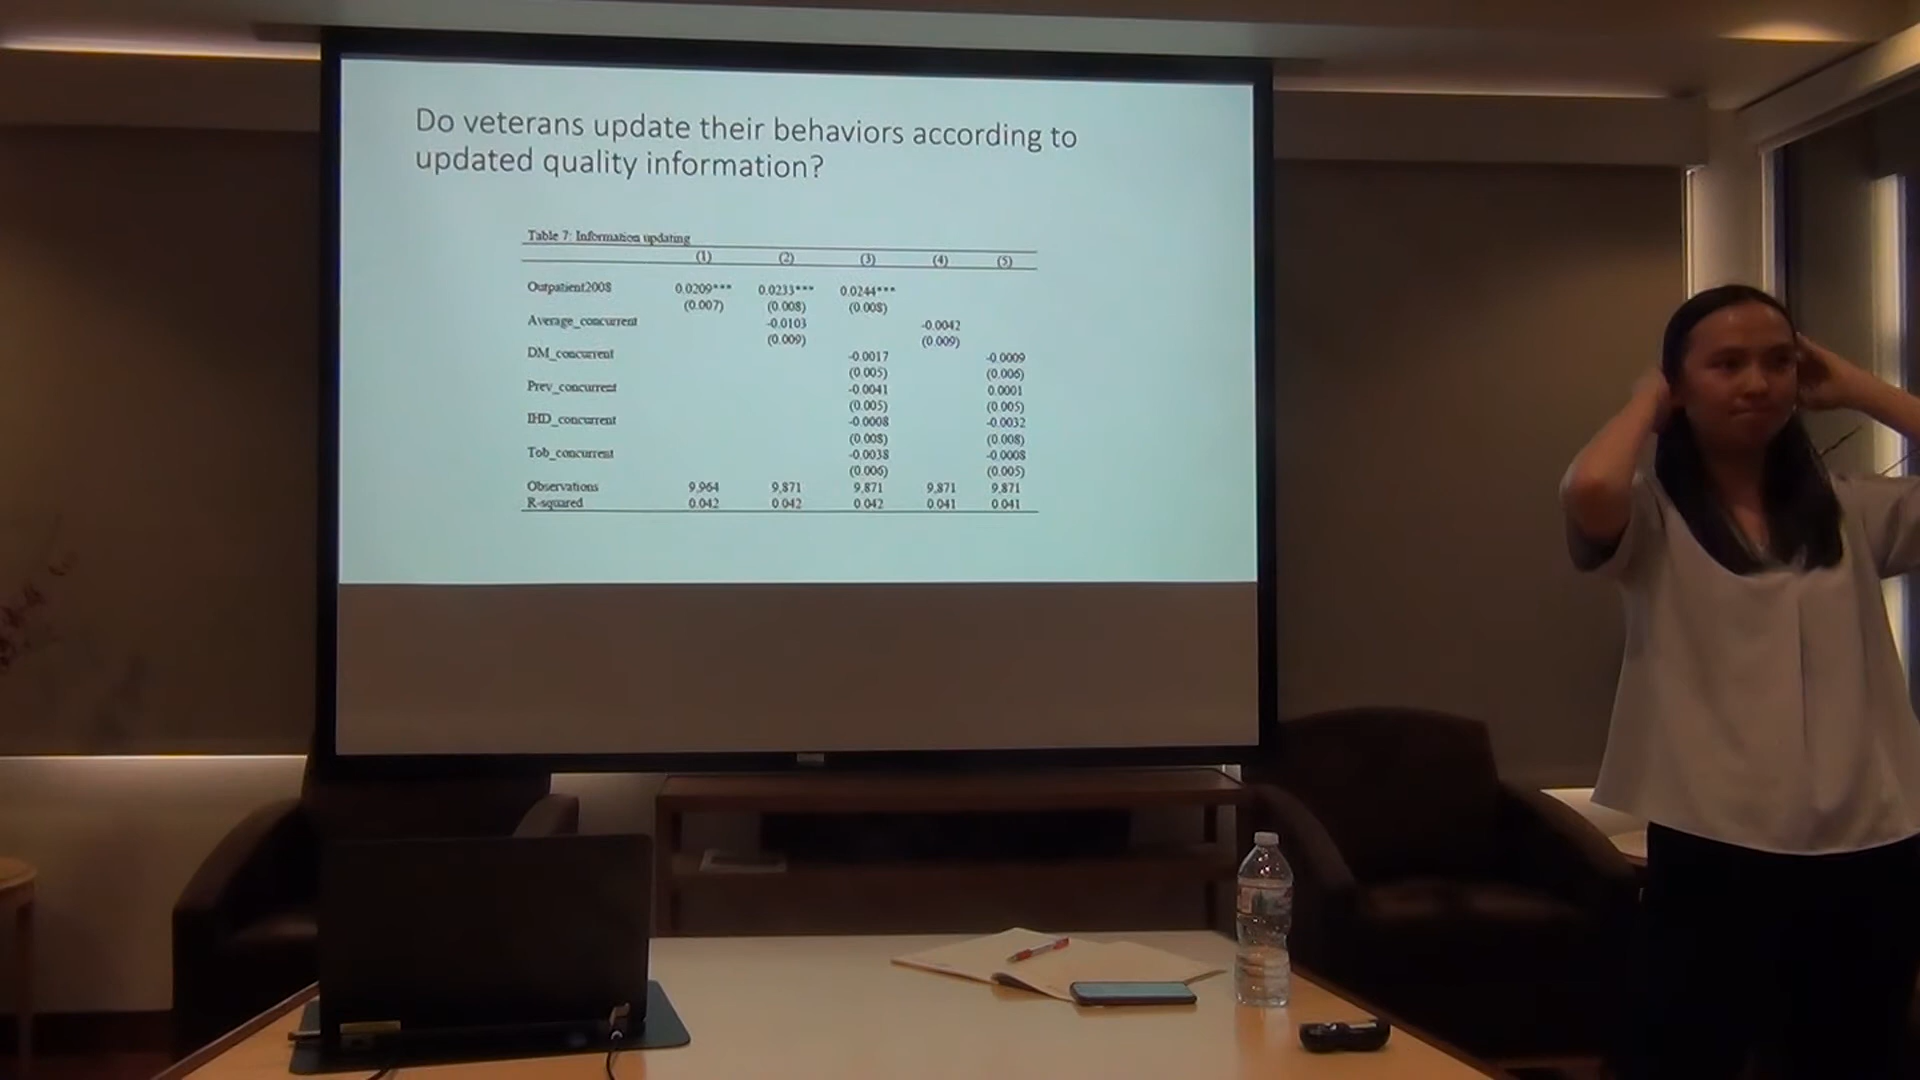 Do veterans update their behaviors according to
updated quality information?
Table 7: Information updating
(1) (2) (3) (4) (5)
Outpatient2008 0.0209*** 0.0233*** 0.0244***
(0.007) (0.008) (0.008)
Average_concurrent -0.0103 -0.0042
(0.009) (0.009)
DM_concurrent -0.0017 -0.0009
(0.005) (0.006)
Prev_concurrent -0.0041 0.0001
(0.005) (0.005)
IHD_concurrent -0.0008 -0.0032
(0.008) (0.008)
Tob_concurrent -0.0038 -0.0008
(0.006) (0.005)
Observations 9,964 9,871 9,871 9,871 9,871
R-squared 0.042 0.042 0.042 0.041 0.041